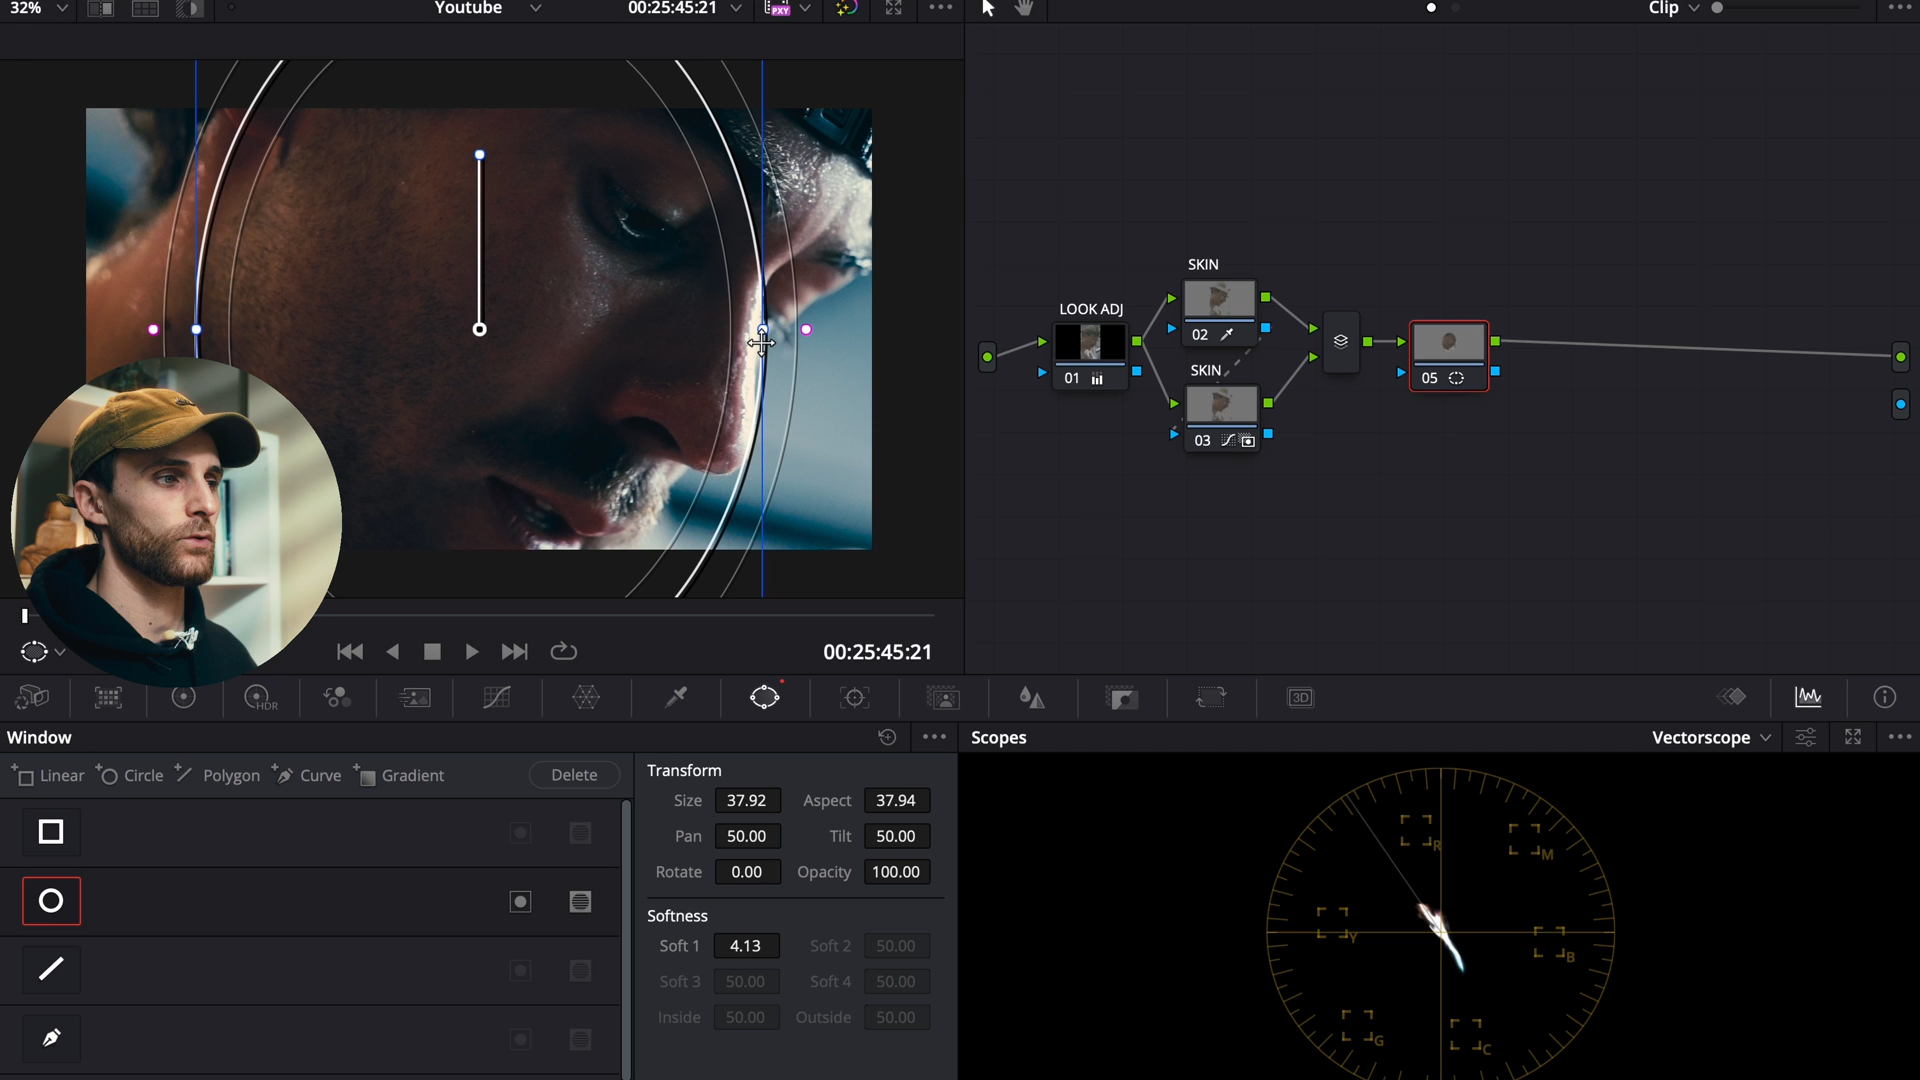 32%
Youtube
00:25:45:21
PXY
Clip
SKIN
LOOK ADJ
02
01
SKIN
05
03
00:25:45:21
HDR
3D
Window
Scopes
Vectorscope
Linear
Circle
Polygon
Curve
Gradient
Delete
Transform
Size 37.92 Aspect 37.94
Pan 50.00 Tilt 50.00
Rotate 0.00 Opacity 100.00
Softness
Soft 1 4.13 Soft 2 50.00
Soft 3 50.00 Soft 4 50.00
Inside 50.00 Outside 50.00
R
M
Y
B
G
C